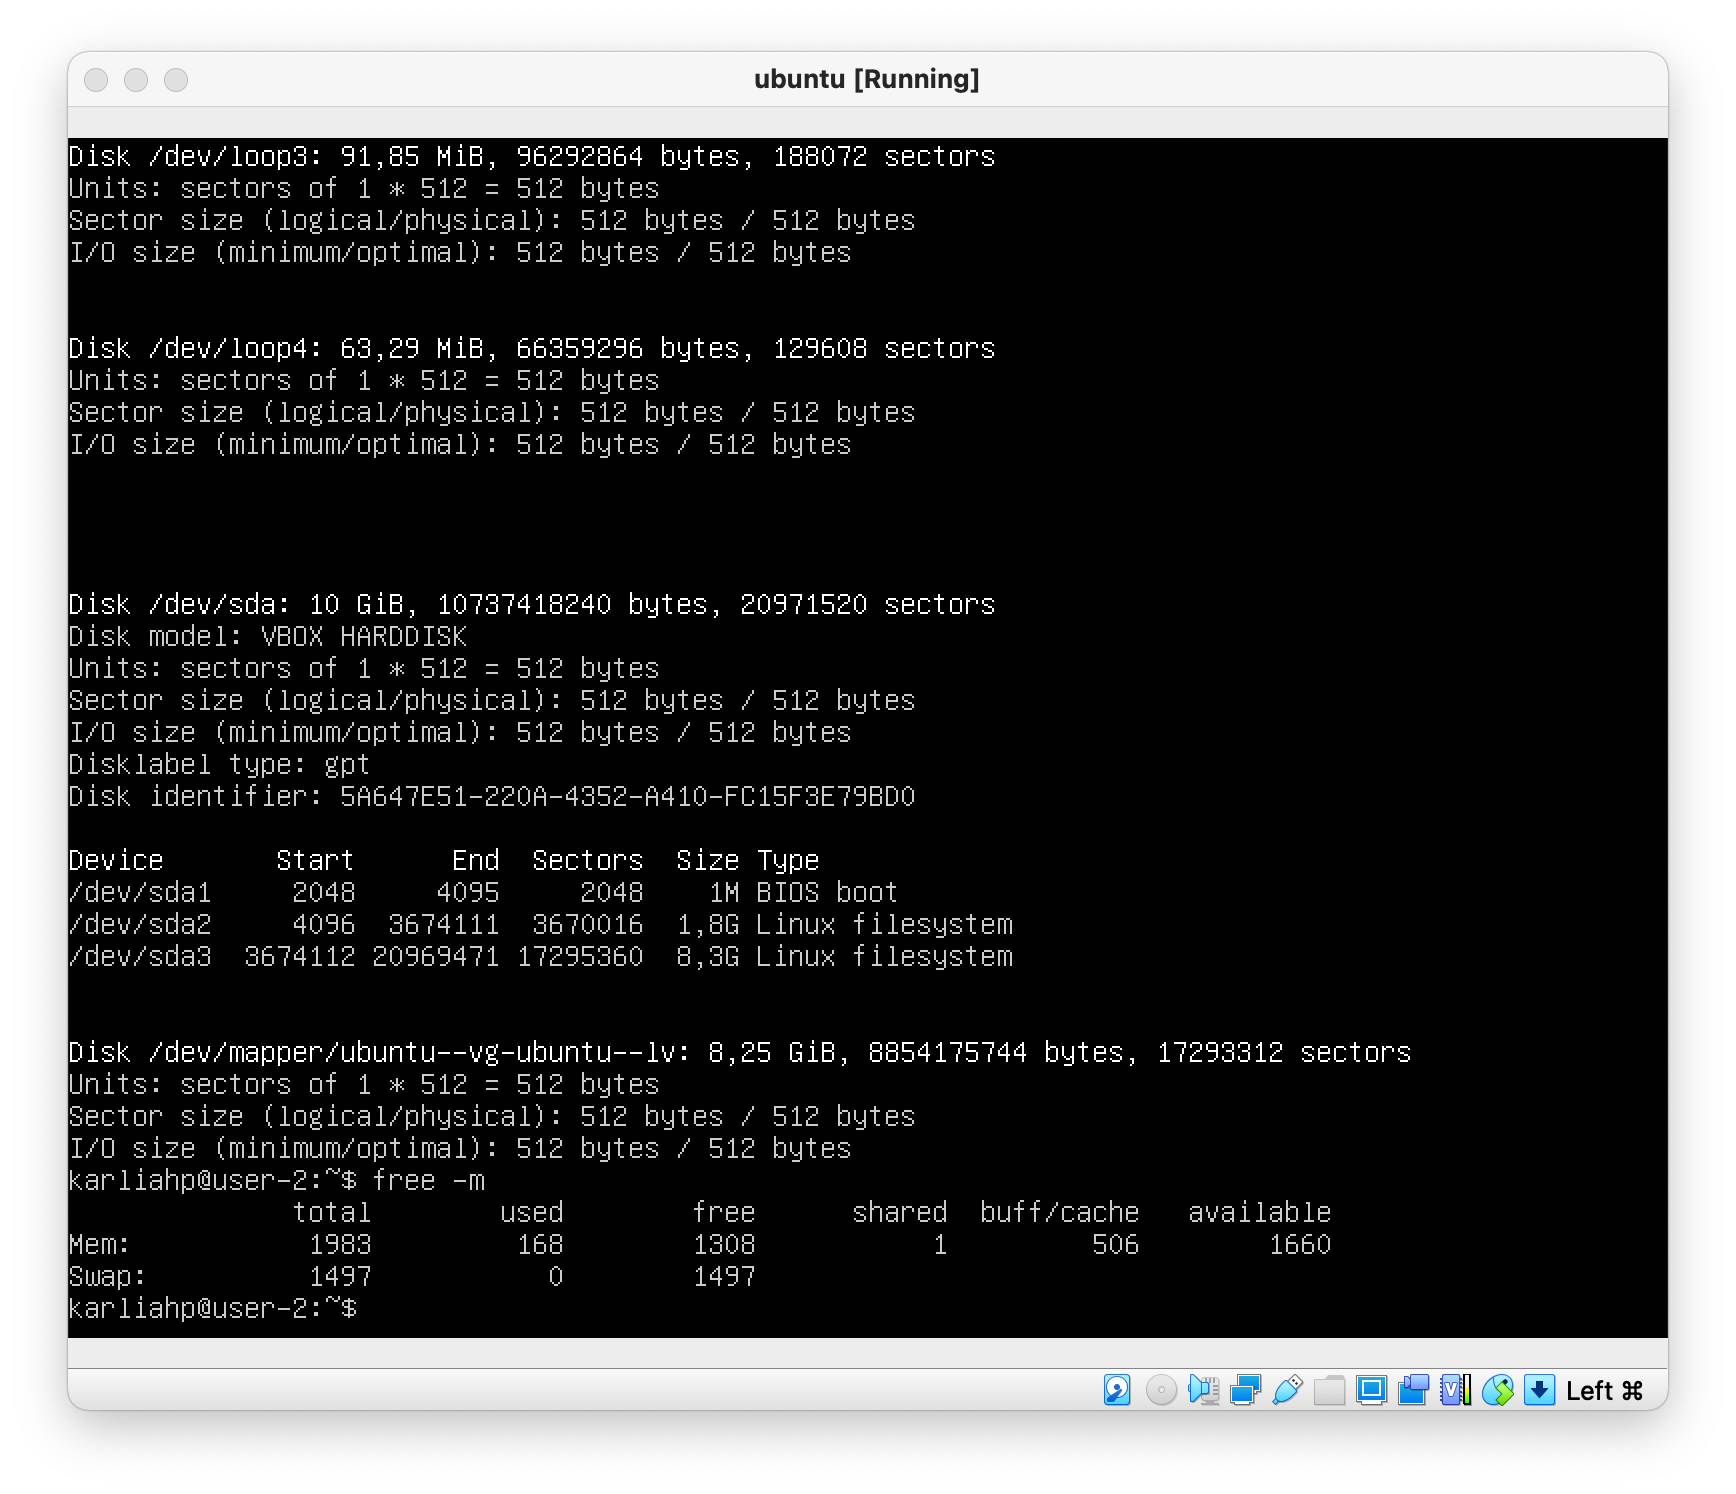 ubuntu [Running]
Disk /dev/loop3: 91,85 MiB, 96292864 bytes, 188072 sectors
Units: sectors of 1 * 512 = 512 bytes
Sector size (logical/physical): 512 bytes / 512 bytes
I/O size (minimum/optimal): 512 bytes / 512 bytes
Disk /dev/loop4: 63,29 MiB, 66359296 bytes, 129608 sectors
Units: sectors of 1 * 512 = 512 bytes
Sector size (logical/physical): 512 bytes / 512 bytes
I/O size (minimum/optimal): 512 bytes / 512 bytes
Disk /dev/sda: 10 GiB, 10737418240 bytes, 20971520 sectors
Disk model: VBOX HARDDISK
Units: sectors of 1 * 512 = 512 bytes
Sector size (logical/physical): 512 bytes / 512 bytes
I/O size (minimum/optimal): 512 bytes / 512 bytes
Disklabel type: gpt
Disk identifier: 5A647E51-220A-4352-A410-FC15F3E79BD0
Device       Start      End  Sectors  Size Type
/dev/sda1     2048     4095     2048    1M BIOS boot
/dev/sda2     4096  3674111  3670016  1,8G Linux filesystem
/dev/sda3  3674112 20969471 17295360  8,3G Linux filesystem
Disk /dev/mapper/ubuntu--vg-ubuntu--lv: 8,25 GiB, 8854175744 bytes, 17293312 sectors
Units: sectors of 1 * 512 = 512 bytes
Sector size (logical/physical): 512 bytes / 512 bytes
I/O size (minimum/optimal): 512 bytes / 512 bytes
karliahp@user-2:~$ free -m
              total        used        free      shared  buff/cache   available
Mem:           1983         168        1308           1         506        1660
Swap:          1497           0        1497
karliahp@user-2:~$
Left ⌘